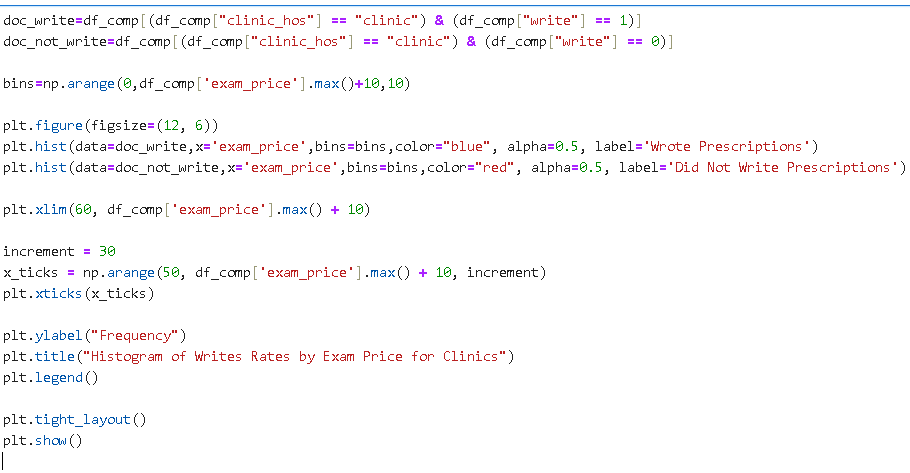 doc_write=df_comp[(df_comp["clinic_hos"] == "clinic") & (df_comp["write"] == 1)]
doc_not_write=df_comp[(df_comp["clinic_hos"] == "clinic") & (df_comp["write"] == 0)]
bins=np.arange(0,df_comp['exam_price'].max()+10,10)
plt.figure(figsize=(12, 6))
plt.hist(data=doc_write,x='exam_price',bins=bins,color="blue", alpha=0.5, label='Wrote Prescriptions')
plt.hist(data=doc_not_write,x='exam_price',bins=bins,color="red", alpha=0.5, label='Did Not Write Prescriptions')
plt.xlim(60, df_comp['exam_price'].max() + 10)
increment = 30
x_ticks = np.arange(50, df_comp['exam_price'].max() + 10, increment)
plt.xticks(x_ticks)
plt.ylabel("Frequency")
plt.title("Histogram of Writes Rates by Exam Price for Clinics")
plt.legend()
plt.tight_layout()
plt.show()